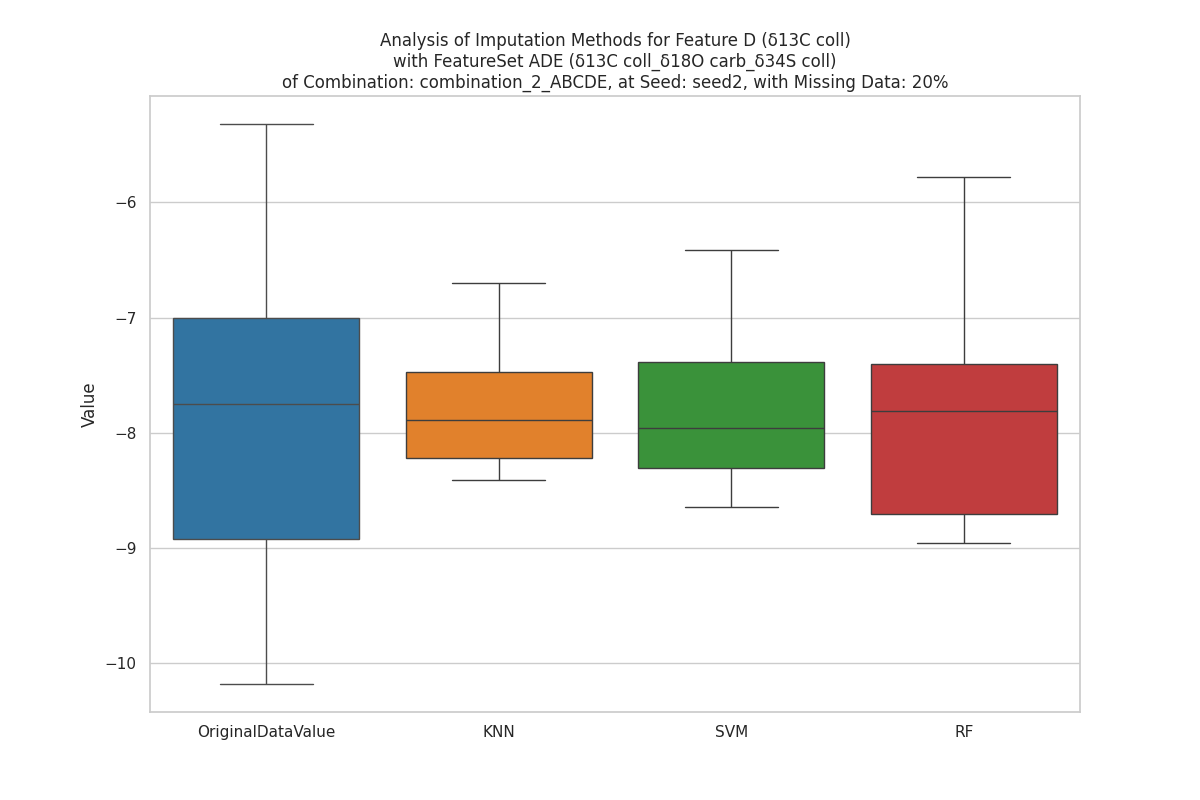 Analysis of Imputation Methods for Feature D (δ13C coll)
with FeatureSet ADE (δ13C coll_δ18O carb_δ34S coll)
of Combination: combination_2_ABCDE, at Seed: seed2, with Missing Data: 20%
Value
−6
−7
−8
−9
−10
OriginalDataValue
KNN
SVM
RF